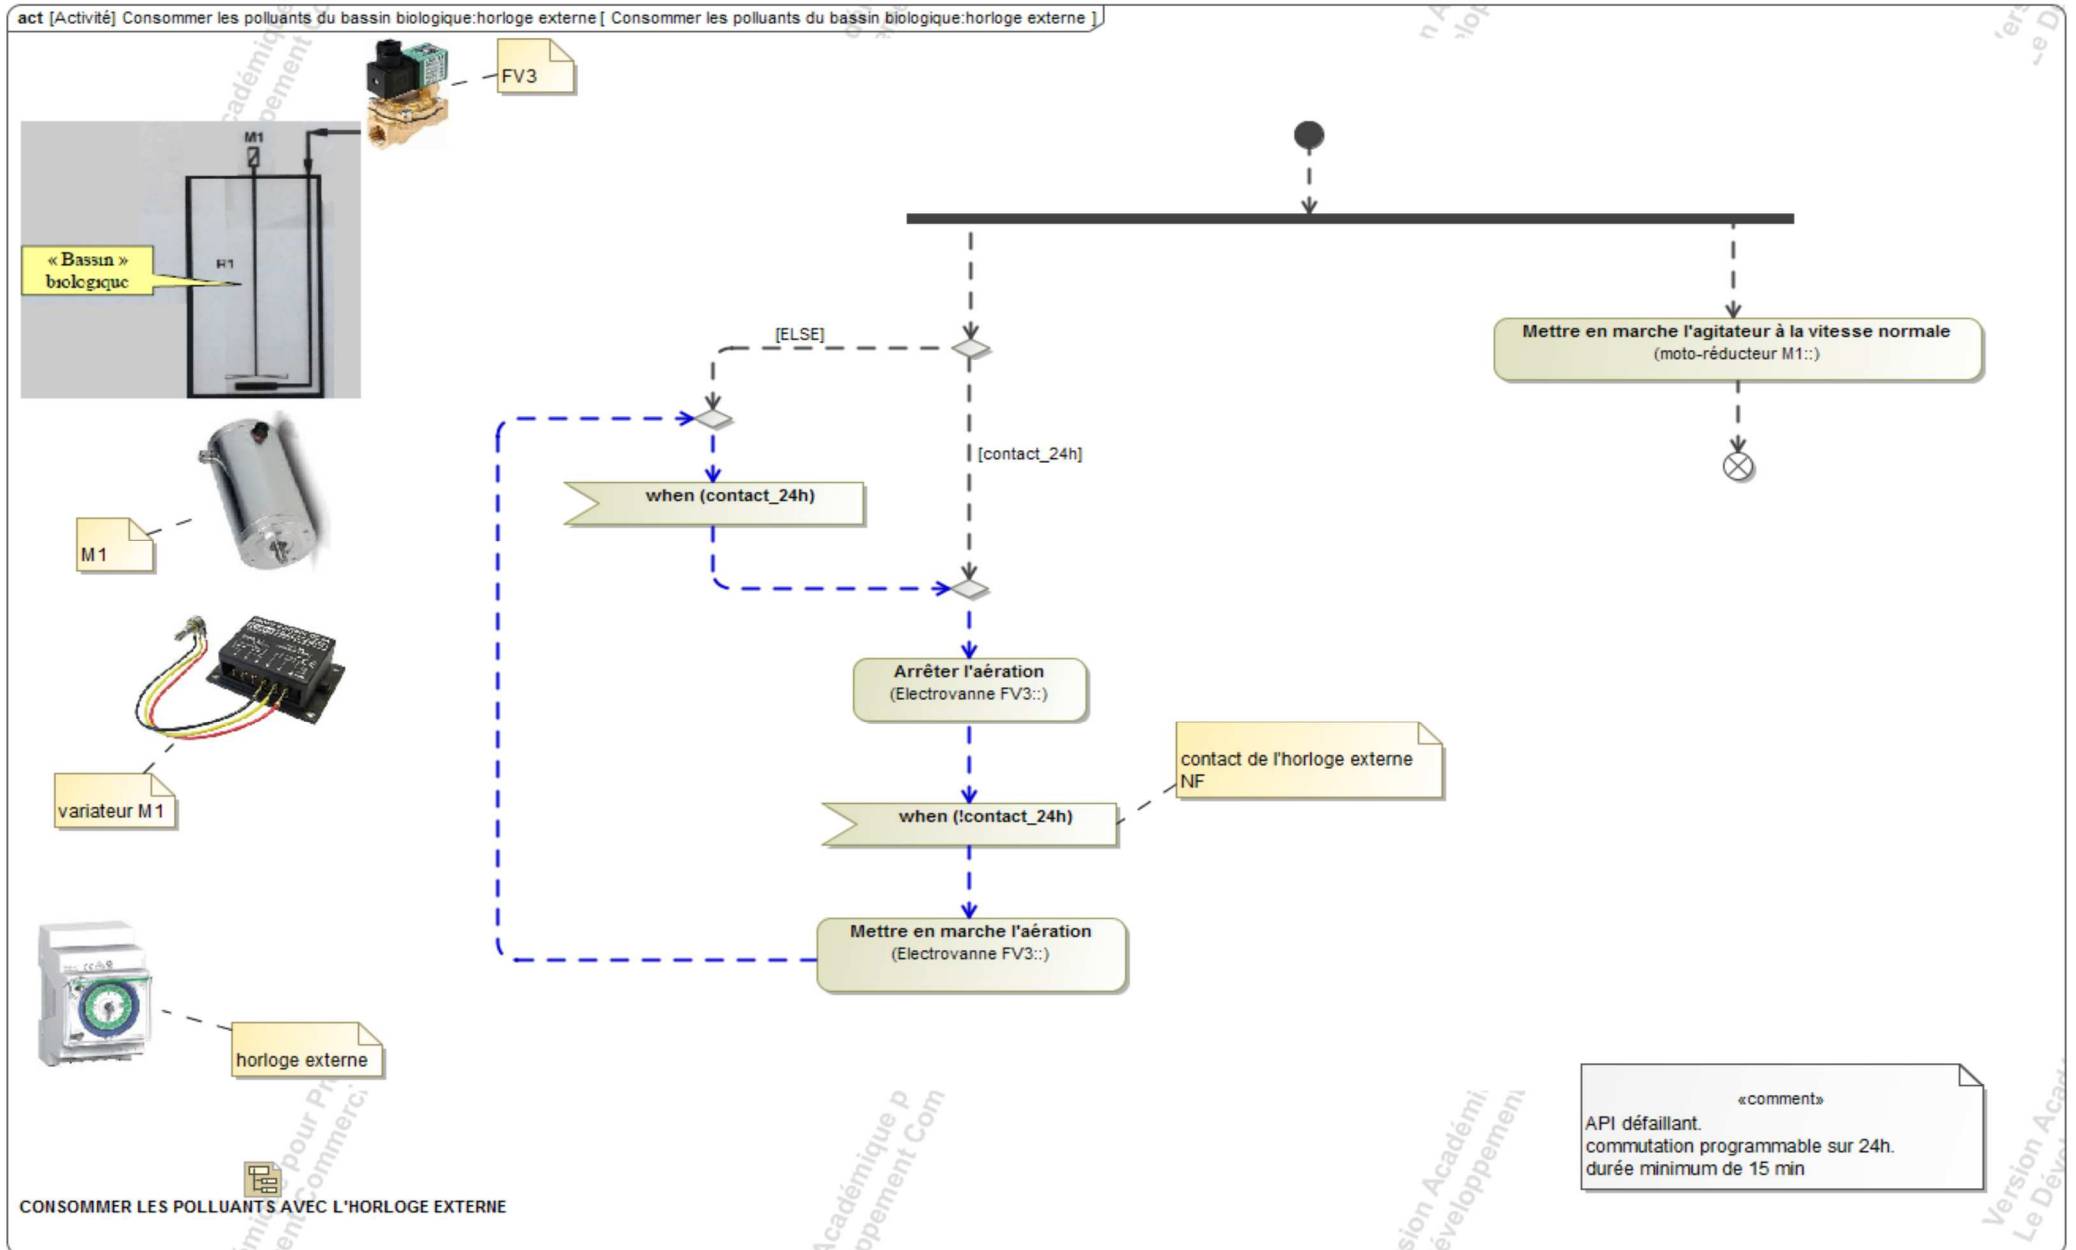 act [Activité] Consommer les polluants du bassin biologique:horloge externe [ Consommer les polluants du bassin biologique:horloge externe ]
FV3
M1
« Bassin »
biologique
R1
[ELSE]
[contact_24h]
Mettre en marche l'agitateur à la vitesse normale
(moto-réducteur M1::)
when (contact_24h)
M1
Arrêter l'aération
(Electrovanne FV3::)
contact de l'horloge externe
NF
variateur M1
when (!contact_24h)
Mettre en marche l'aération
(Electrovanne FV3::)
horloge externe
«comment»
API défaillant.
commutation programmable sur 24h.
durée minimum de 15 min
CONSOMMER LES POLLUANTS AVEC L'HORLOGE EXTERNE